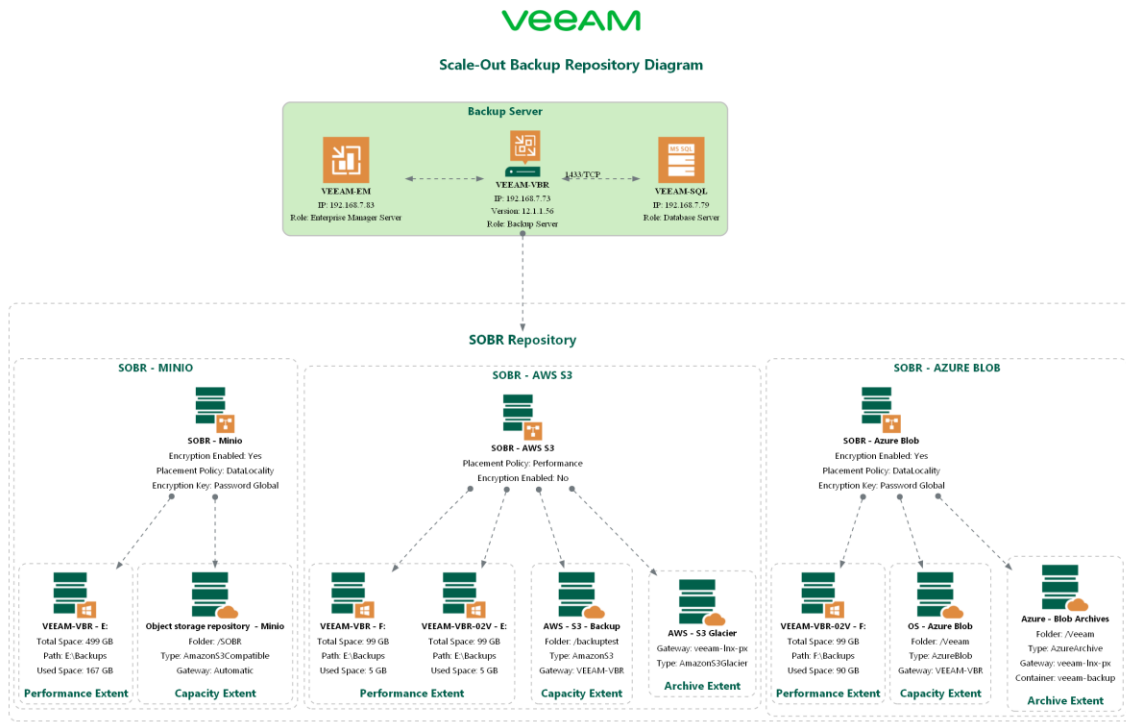 veeam
Scale-Out Backup Repository Diagram
Backup Server
MS SQL
1433/TCP
VEEAM-EM
IP: 192.168.7.83
Role: Enterprise Manager Server
VEEAM-VBR
IP: 192.168.7.73
Version: 12.1.1.56
Role: Backup Server
VEEAM-SQL
IP: 192.168.7.79
Role: Database Server
SOBR Repository
SOBR - MINIO
SOBR - Minio
Encryption Enabled: Yes
Placement Policy: DataLocality
Encryption Key: Password Global
VEEAM-VBR - E:
Total Space: 499 GB
Path: E:\Backups
Used Space: 167 GB
Performance Extent
Object storage repository - Minio
Folder: /SOBR
Type: AmazonS3Compatible
Gateway: Automatic
Capacity Extent
SOBR - AWS S3
SOBR - AWS S3
Placement Policy: Performance
Encryption Enabled: No
VEEAM-VBR - F:
Total Space: 99 GB
Path: E:\Backups
Used Space: 5 GB
VEEAM-VBR-02V - E:
Total Space: 99 GB
Path: E:\Backups
Used Space: 5 GB
Performance Extent
AWS - S3 - Backup
Folder: /backuptest
Type: AmazonS3
Gateway: VEEAM-VBR
Capacity Extent
AWS - S3 Glacier
Gateway: veeam-lnx-px
Type: AmazonS3Glacier
Archive Extent
SOBR - AZURE BLOB
SOBR - Azure Blob
Encryption Enabled: Yes
Placement Policy: DataLocality
Encryption Key: Password Global
VEEAM-VBR-02V - F:
Total Space: 99 GB
Path: F:\Backups
Used Space: 90 GB
Performance Extent
OS - Azure Blob
Folder: /Veeam
Type: AzureBlob
Gateway: VEEAM-VBR
Capacity Extent
Azure - Blob Archives
Folder: /Veeam
Type: AzureArchive
Gateway: veeam-lnx-px
Container: veeam-backup
Archive Extent